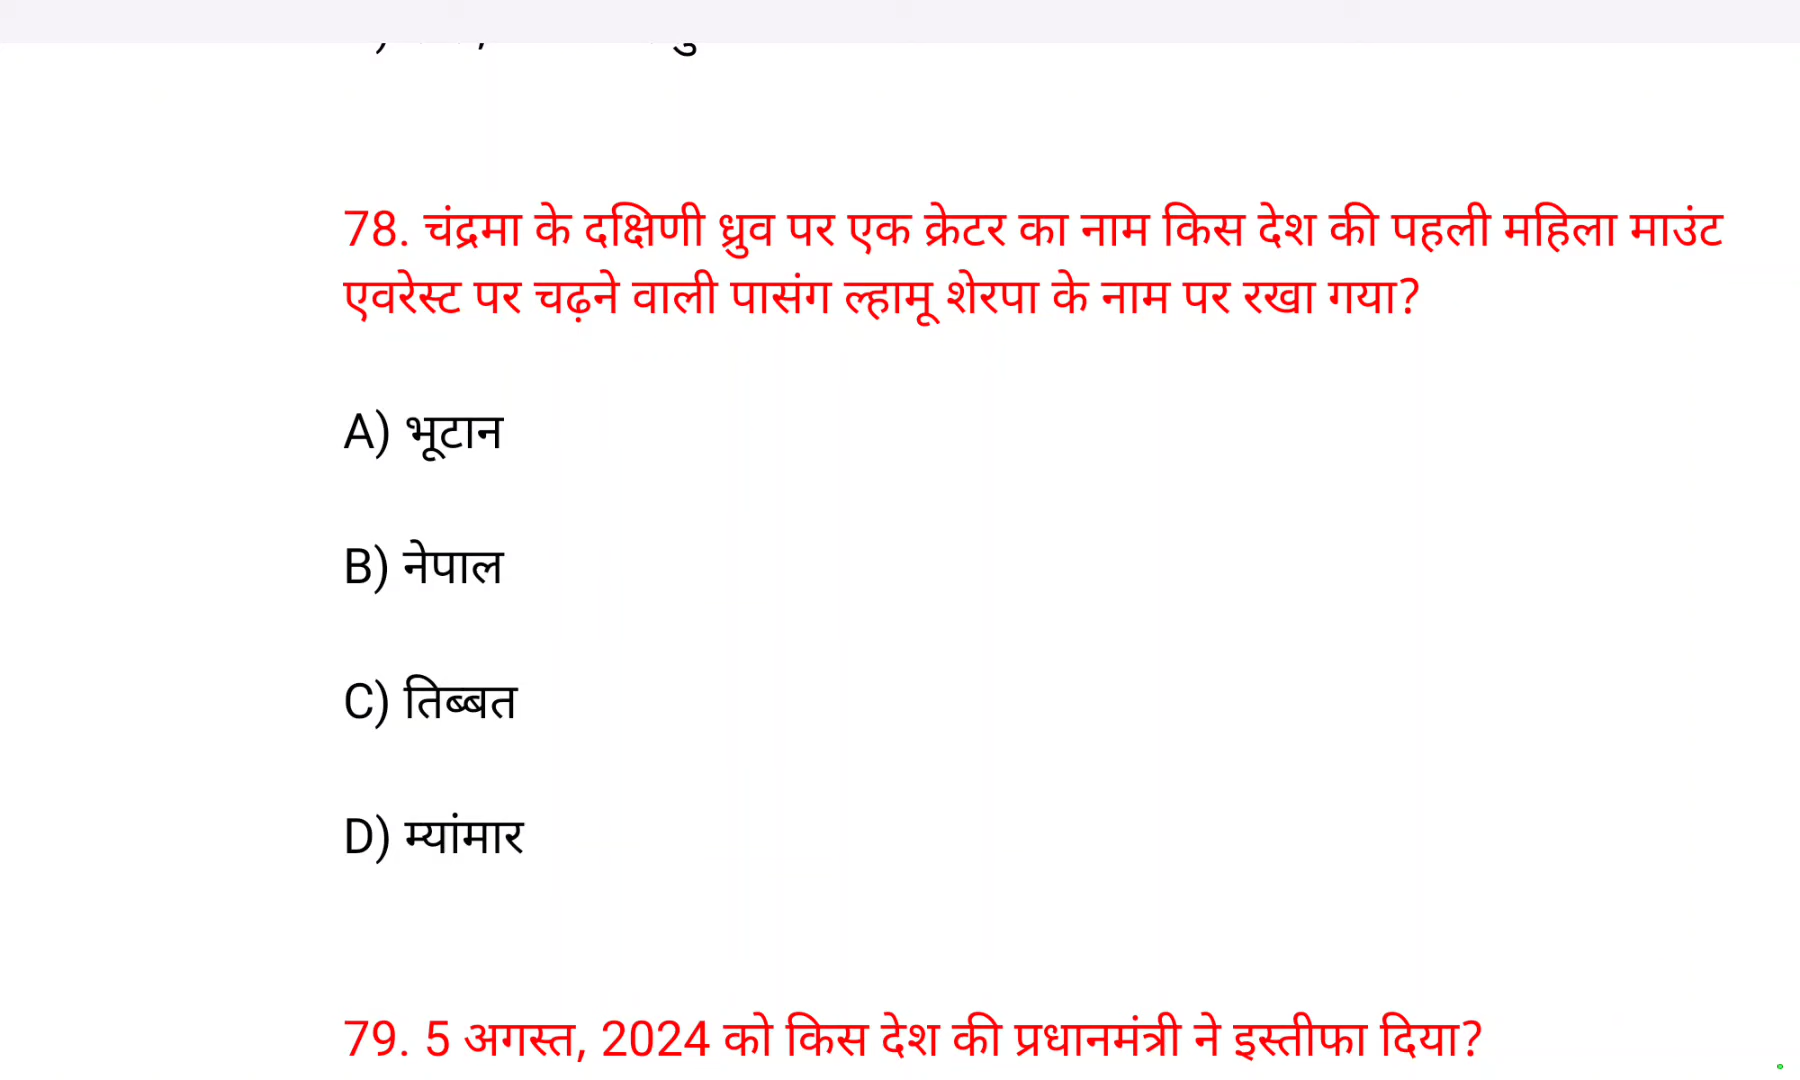 78. चंद्रमा के दक्षिणी ध्रुव पर एक क्रेटर का नाम किस देश की पहली महिला माउंट
एवरेस्ट पर चढ़ने वाली पासंग ल्हामू शेरपा के नाम पर रखा गया?
A) भूटान
B) नेपाल
C) तिब्बत
D) म्यांमार
79. 5 अगस्त, 2024 को किस देश की प्रधानमंत्री ने इस्तीफा दिया?